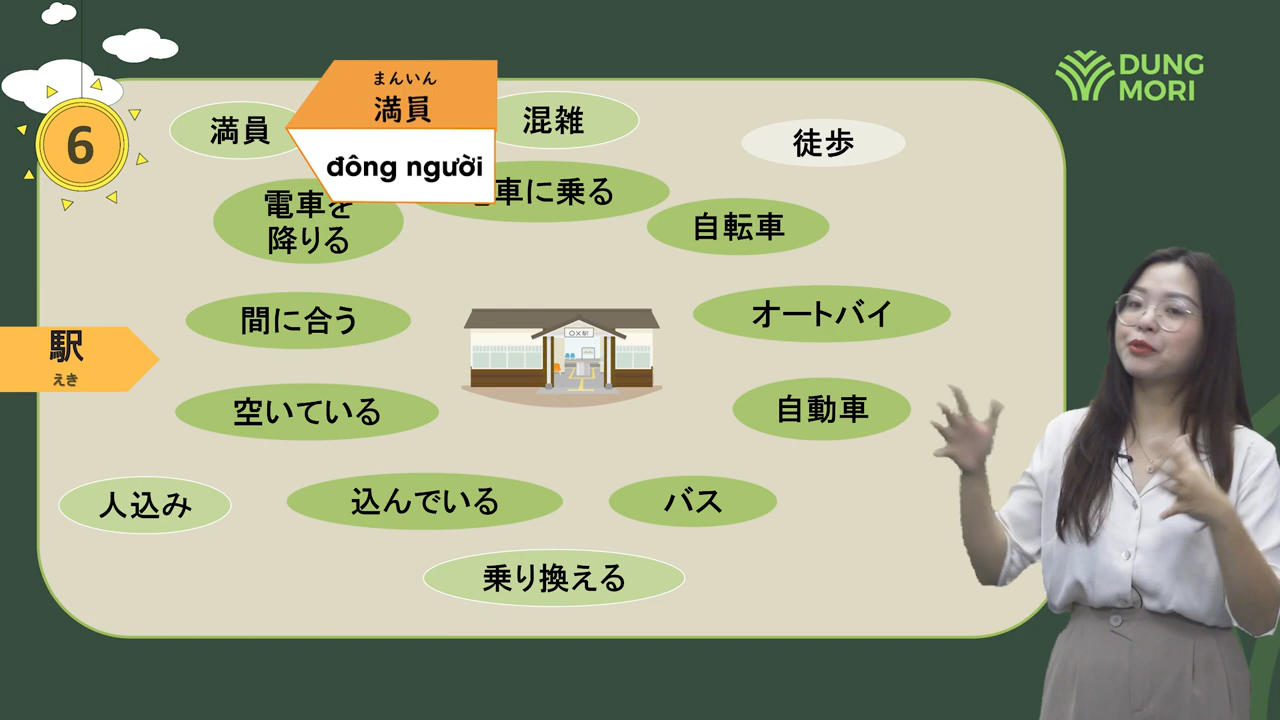 DUNG
MORI
6
まんいん
満員
đông người
満員
混雑
徒歩
車に乗る
電車を
降りる
自転車
間に合う
オートバイ
○×駅
駅
えき
空いている
自動車
人込み
込んでいる
バス
乗り換える